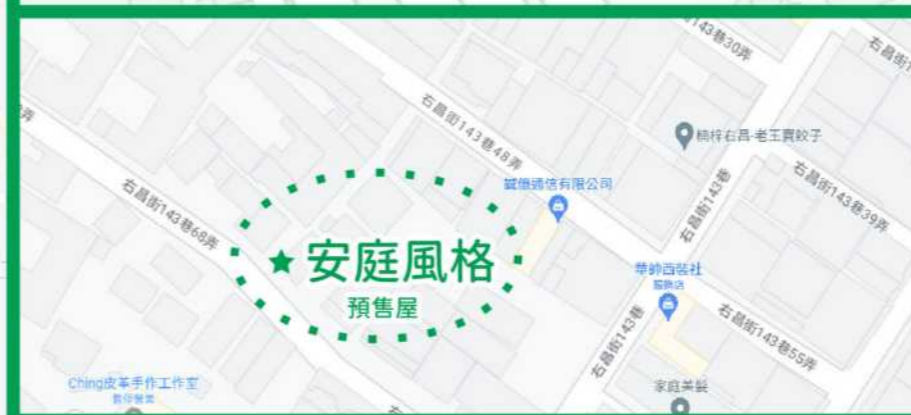 143巷30弄
右昌街143巷48弄
楠梓右昌-老王賣餃子
誠億通信有限公司
右昌街143巷39弄
右昌街143巷68弄
右昌街143巷
安庭風格
預售屋
華帥西裝社
服飾店
右昌街143巷55弄
右昌街143巷
Ching皮革手作工作室
暫停營業
家庭美髮